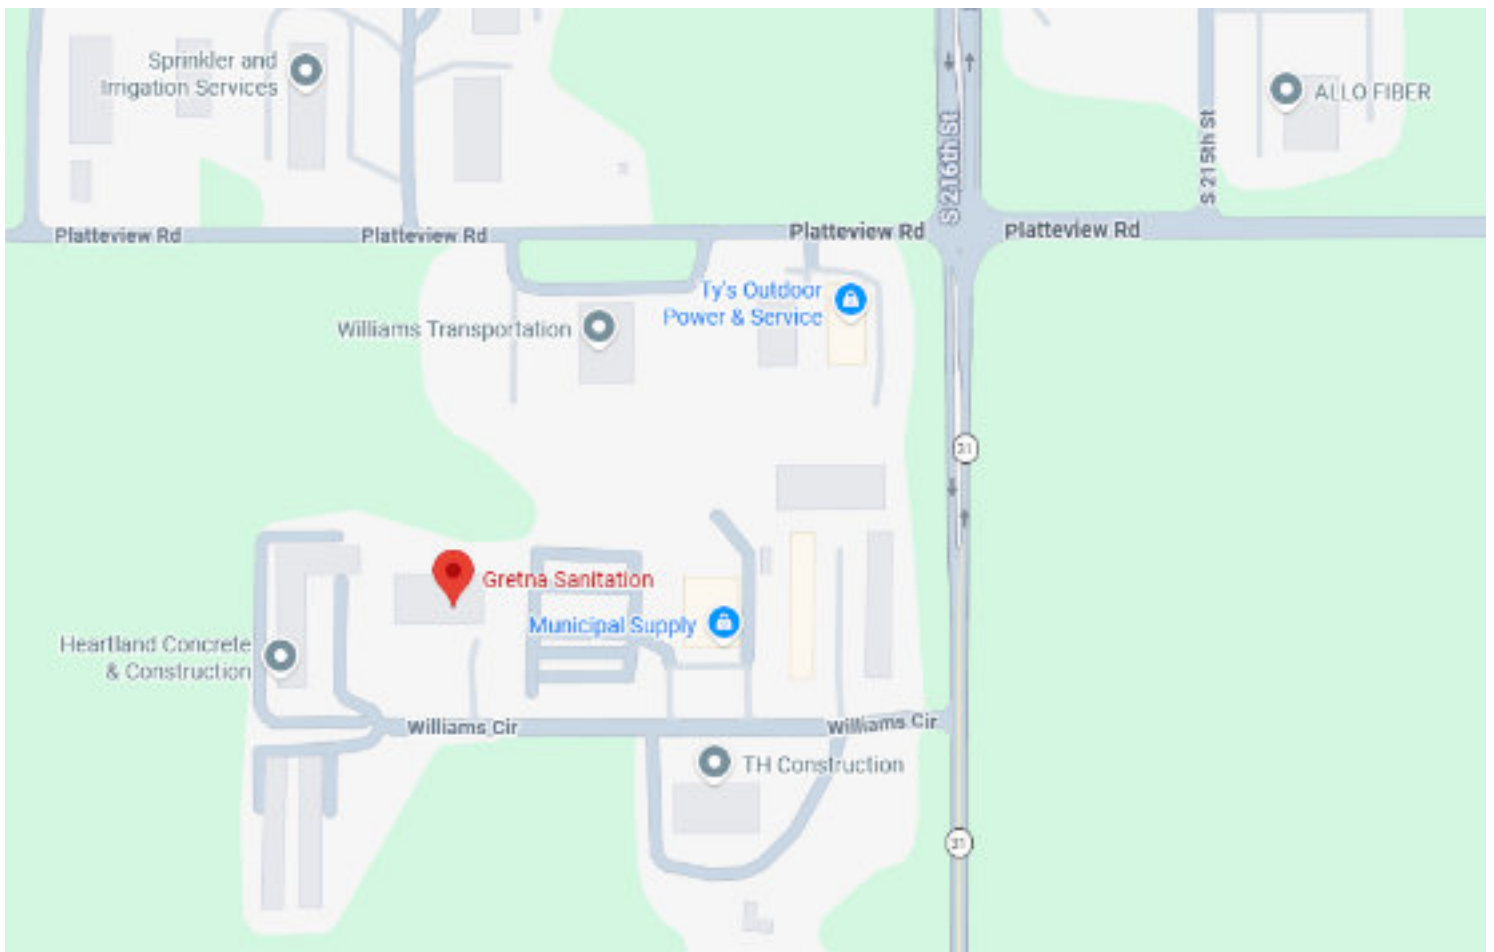 Sprinkler and
Irrigation Services
ALLO FIBER
S 216th St
S 215th St
Platteview Rd
Platteview Rd
Platteview Rd
Platteview Rd
Ty's Outdoor
Power & Service
Williams Transportation
31
Gretna Sanitation
Municipal Supply
Heartland Concrete
& Construction
Williams Cir
Williams Cir
TH Construction
31